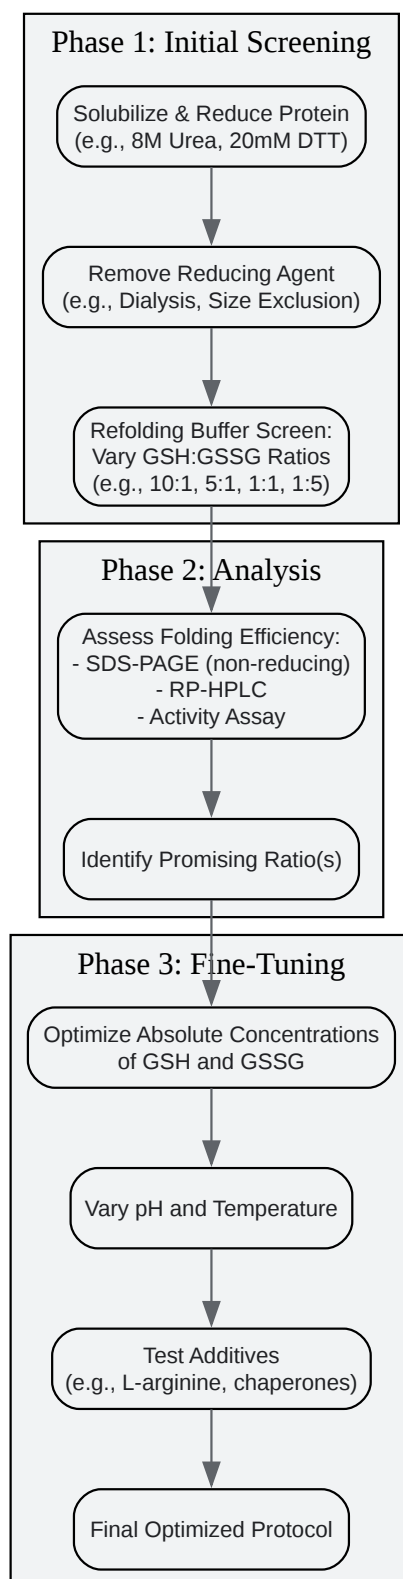 Phase 1: Initial Screening
Solubilize & Reduce Protein
(e.g., 8M Urea, 20mM DTT)
Remove Reducing Agent
(e.g., Dialysis, Size Exclusion)
Refolding Buffer Screen:
Vary GSH:GSSG Ratios
(e.g., 10:1, 5:1, 1:1, 1:5)
Phase 2: Analysis
Assess Folding Efficiency:
- SDS-PAGE (non-reducing)
- RP-HPLC
- Activity Assay
Identify Promising Ratio(s)
Phase 3: Fine-Tuning
Optimize Absolute Concentrations
of GSH and GSSG
Vary pH and Temperature
Test Additives
(e.g., L-arginine, chaperones)
Final Optimized Protocol